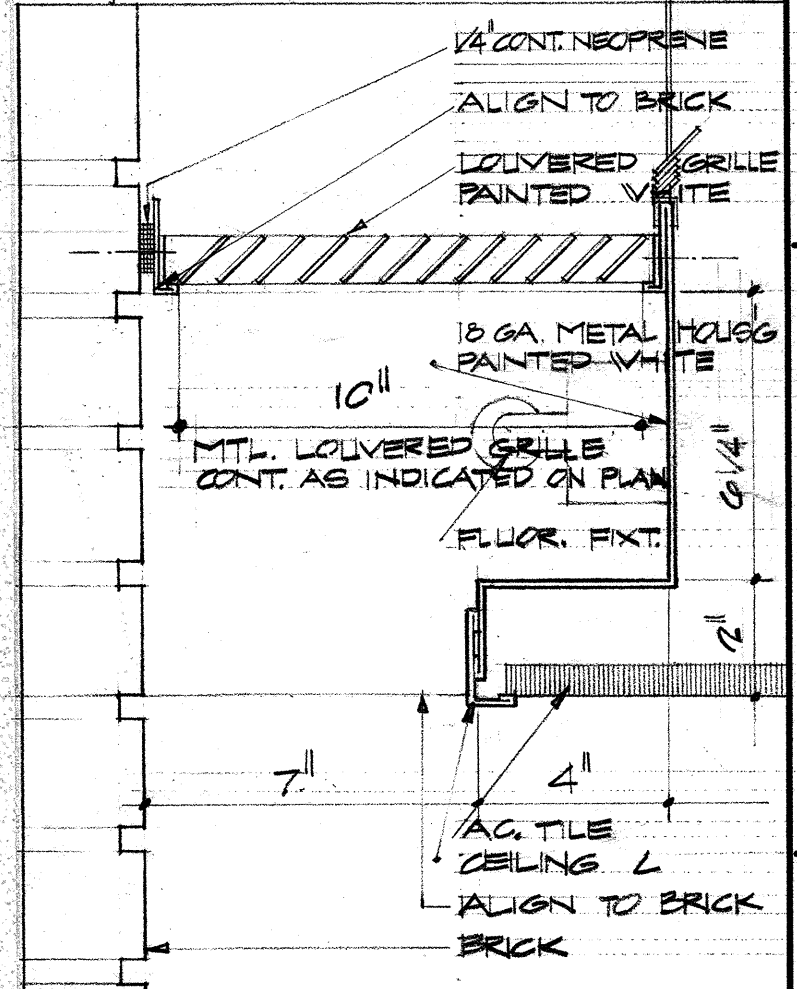 1/4" CONT. NEOPRENE
ALIGN TO BRICK
LOUVERED GRILLE
PAINTED WHITE
18 GA. METAL HOUS'G
PAINTED WHITE
10"
MTL. LOUVERED GRILLE
CONT. AS INDICATED ON PLAN
6 1/4"
FLUOR. FIXT.
2"
7"
4"
AC. TILE
CEILING L
ALIGN TO BRICK
BRICK